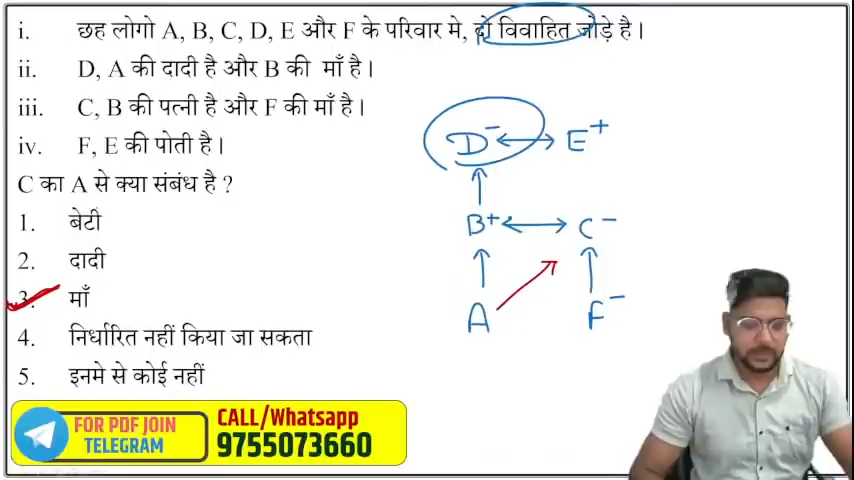 i. छह लोगो A, B, C, D, E और F के परिवार मे, दो विवाहित जोड़े है।
ii. D, A की दादी है और B की माँ है।
iii. C, B की पत्नी है और F की माँ है।
iv. F, E की पोती है।
C का A से क्या संबंध है ?
1. बेटी
2. दादी
3. माँ
4. निर्धारित नहीं किया जा सकता
5. इनमे से कोई नहीं
D⁻ ↔ E⁺
B⁺ ↔ C⁻
A F⁻
FOR PDF JOIN
TELEGRAM
CALL/Whatsapp
9755073660